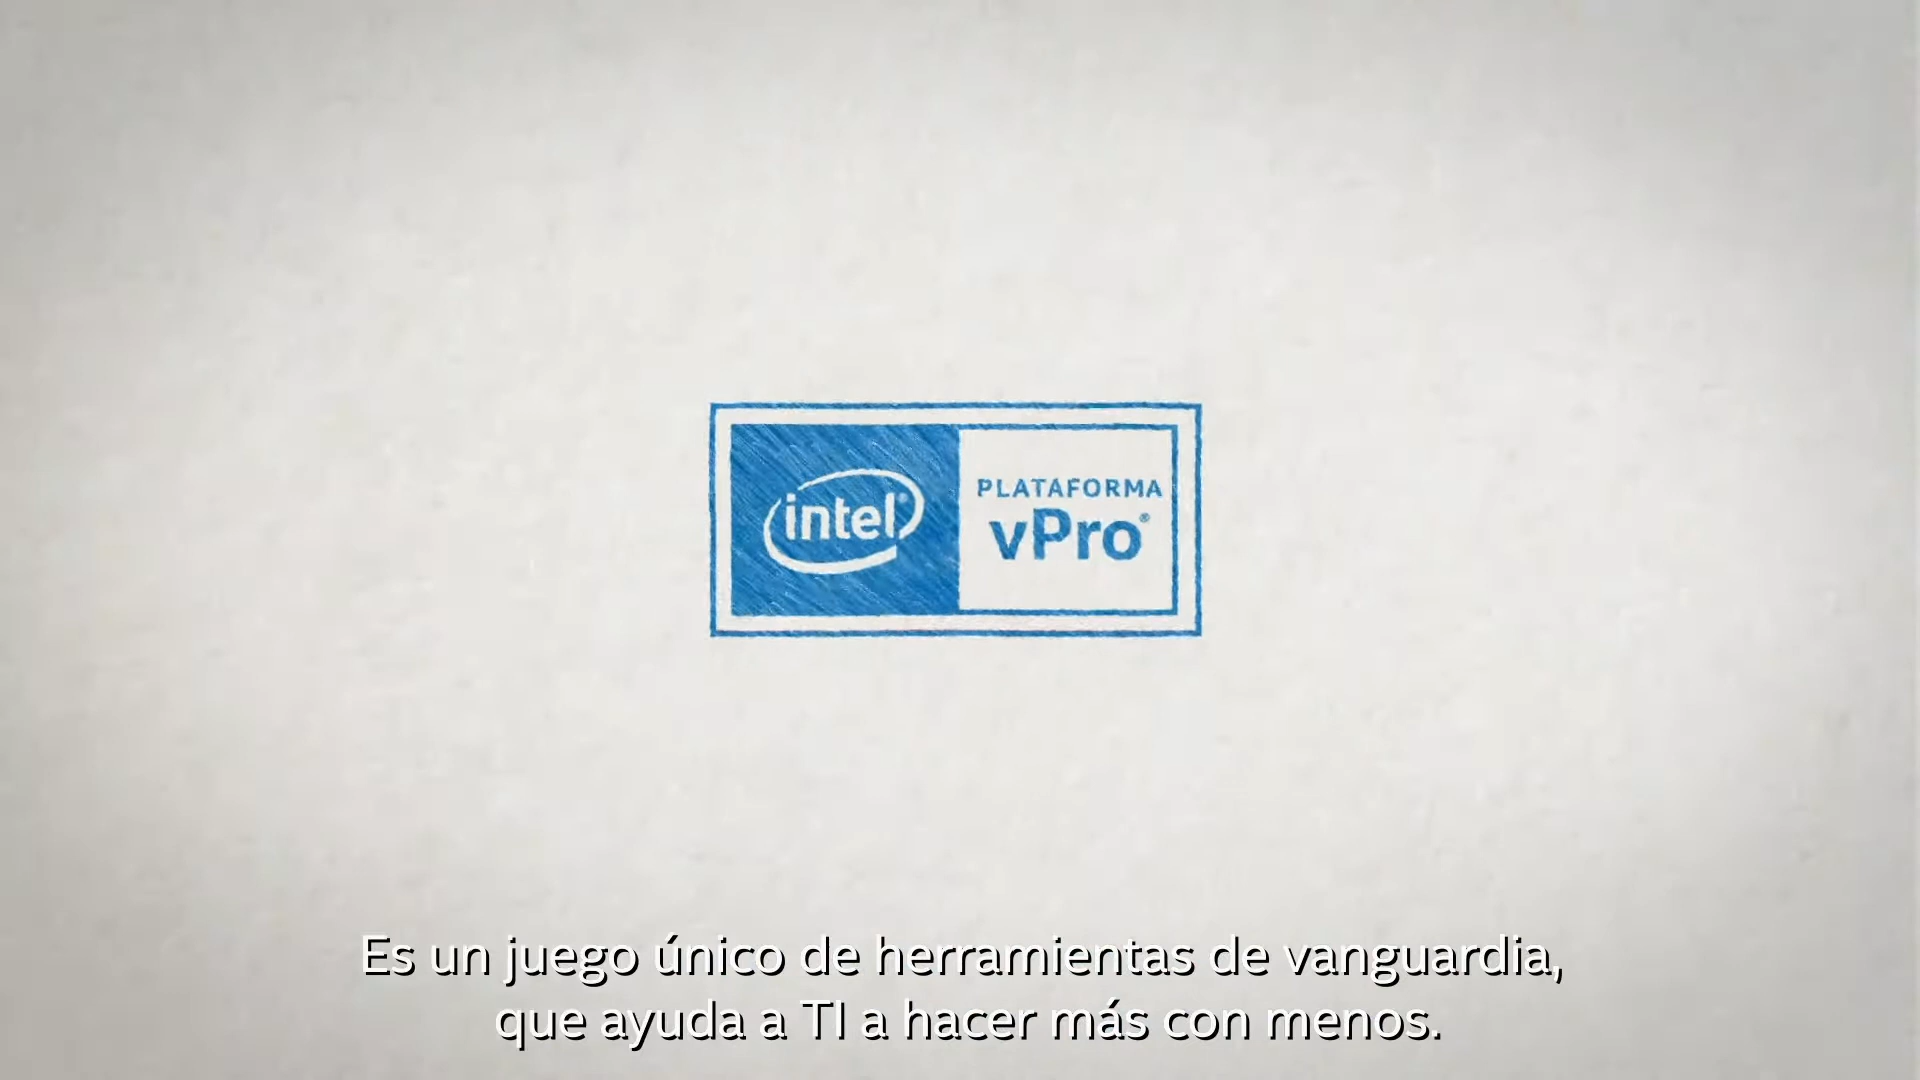 intel®
PLATAFORMA
vPro®
Es un juego único de herramientas de vanguardia,
que ayuda a TI a hacer más con menos.